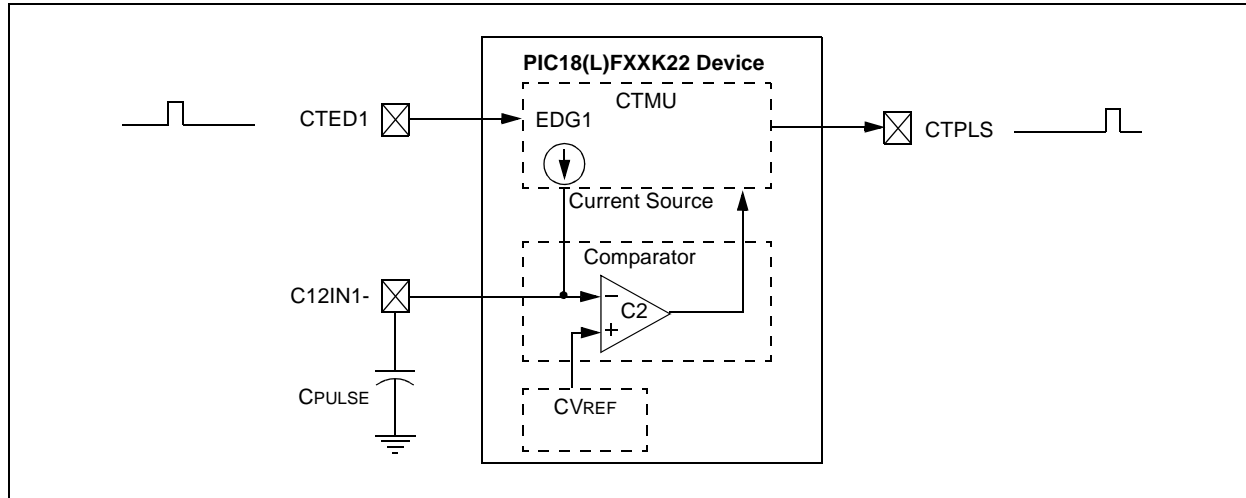 PIC18(L)FXXK22 Device
CTMU
CTED1
EDG1
CTPLS
Current Source
Comparator
C12IN1-
−
C2
+
CPULSE
CVREF